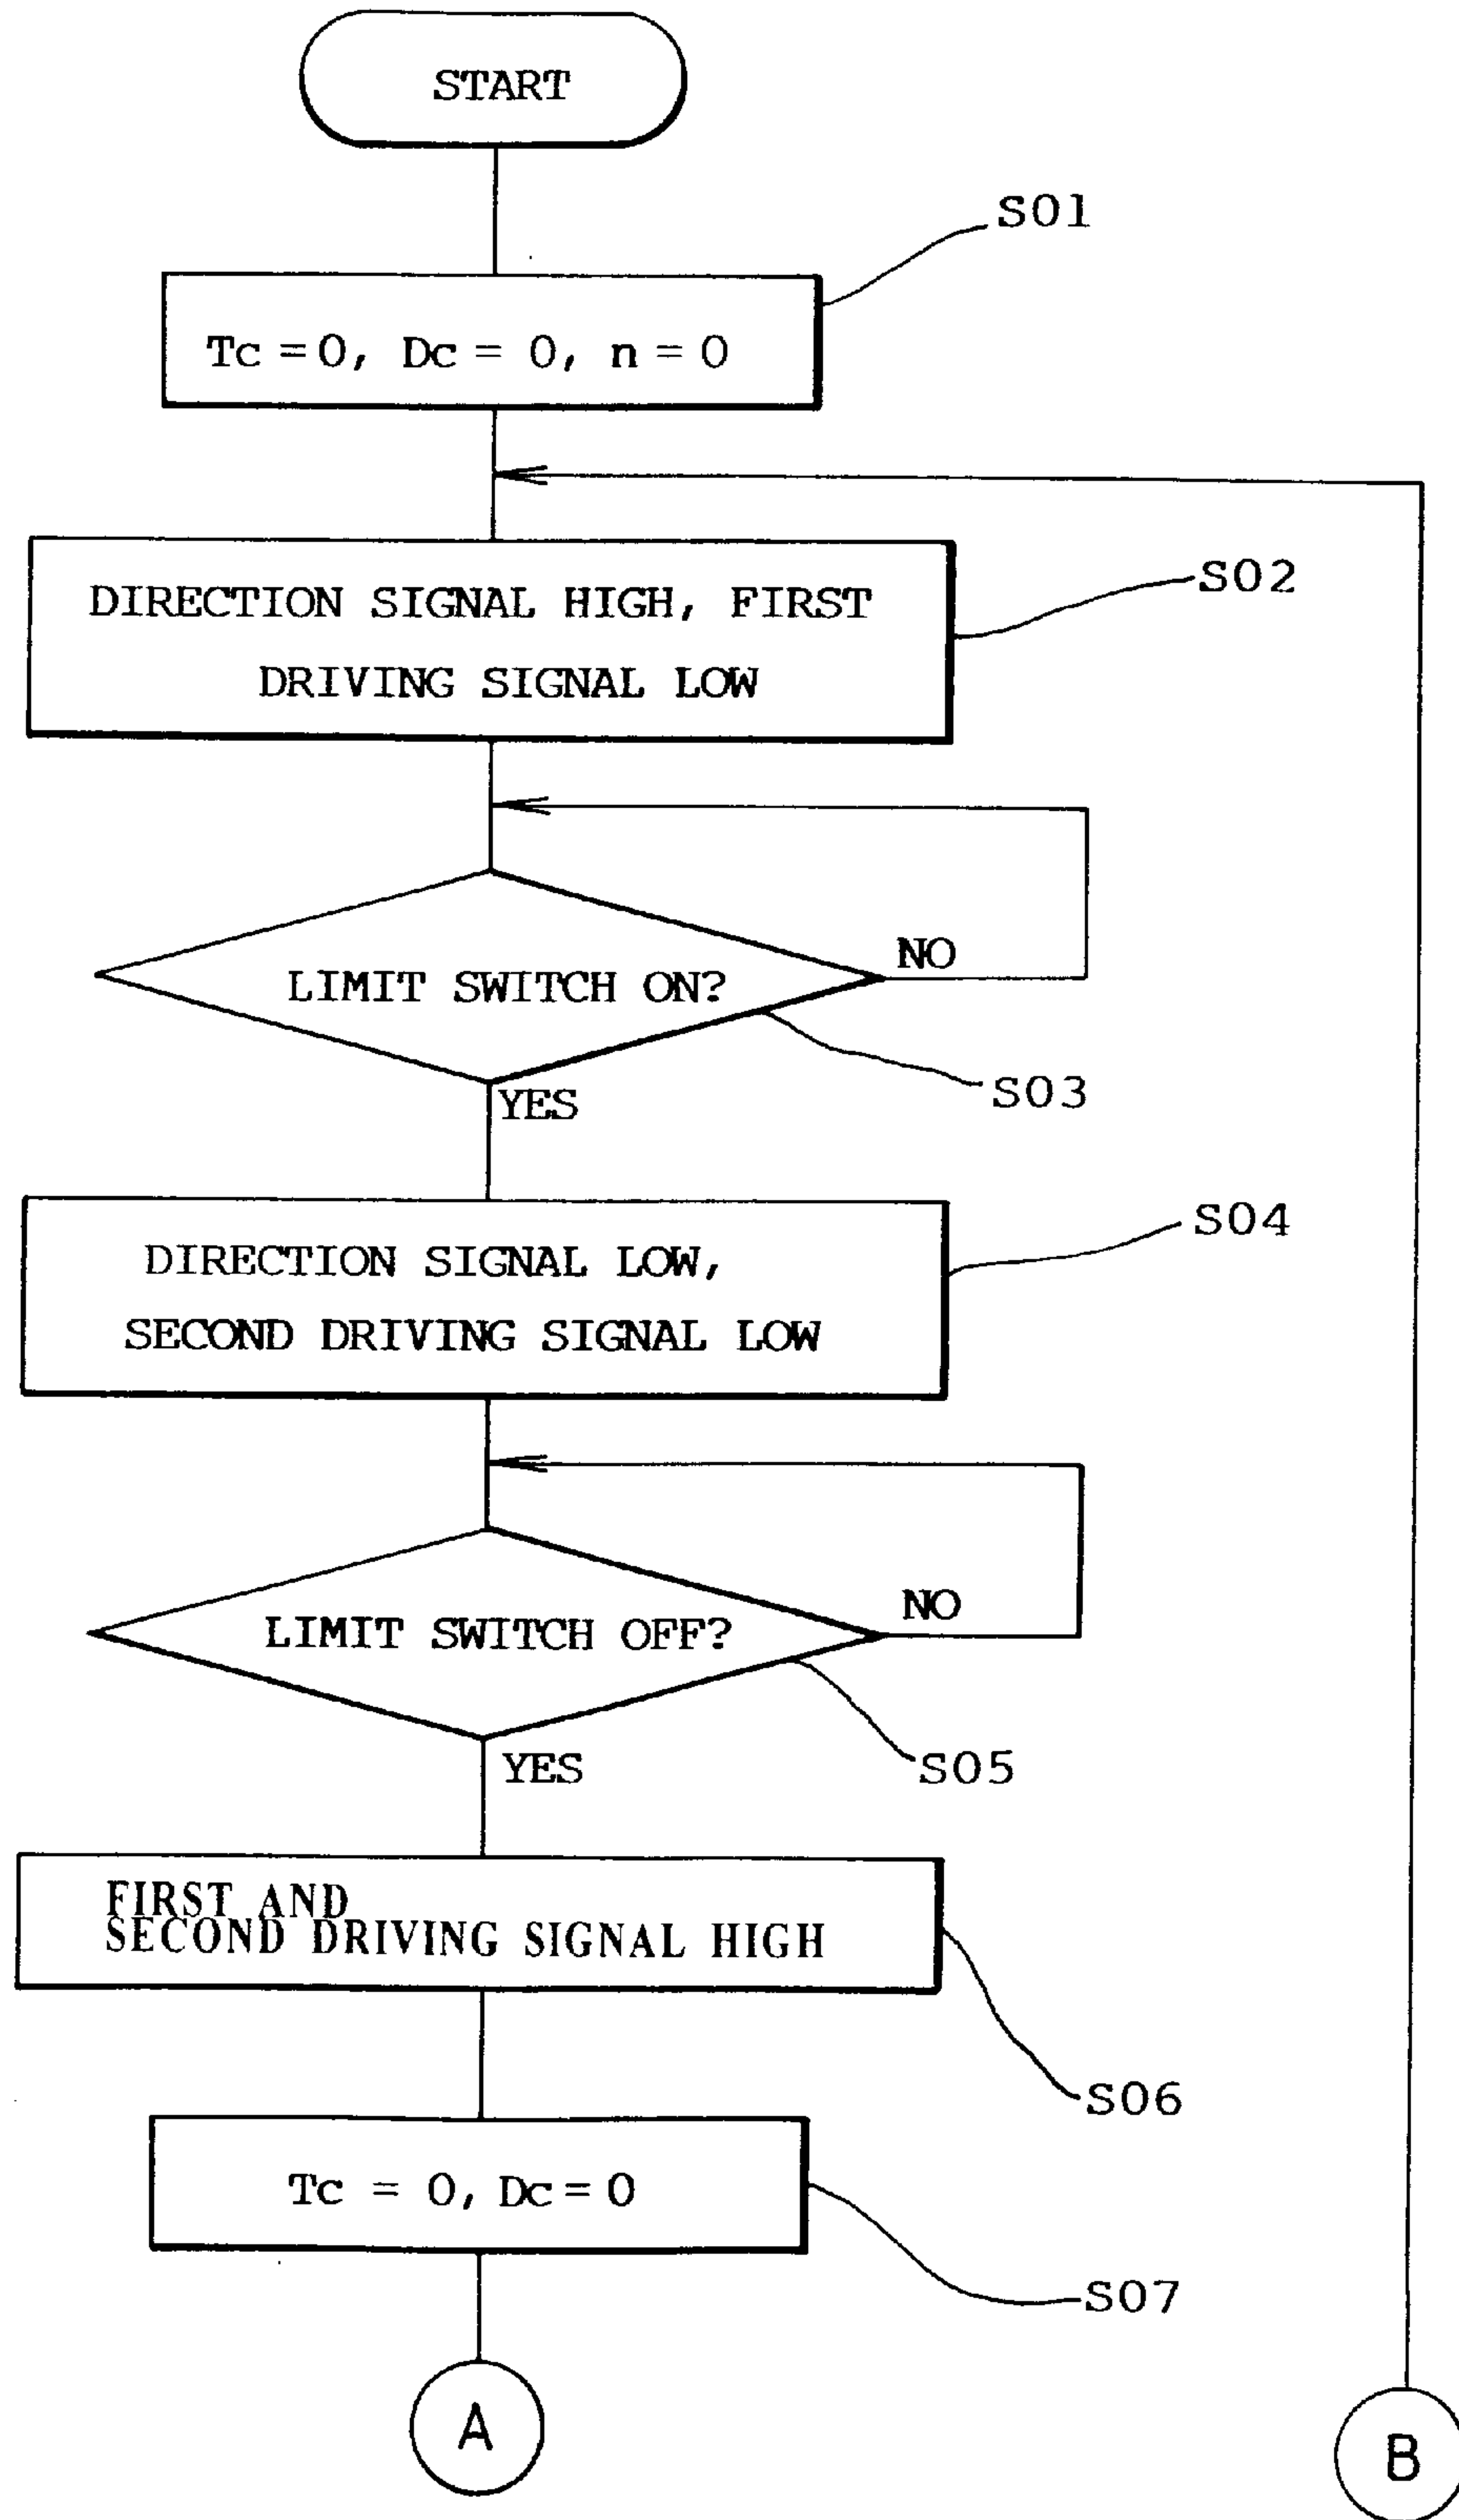 START
S01
Tc = 0, Dc = 0, n = 0
S02
DIRECTION SIGNAL HIGH, FIRST
DRIVING SIGNAL LOW
NO
LIMIT SWITCH ON?
S03
YES
S04
DIRECTION SIGNAL LOW,
SECOND DRIVING SIGNAL LOW
NO
LIMIT SWITCH OFF?
S05
YES
FIRST AND
SECOND DRIVING SIGNAL HIGH
S06
Tc = 0, Dc = 0
S07
A
B